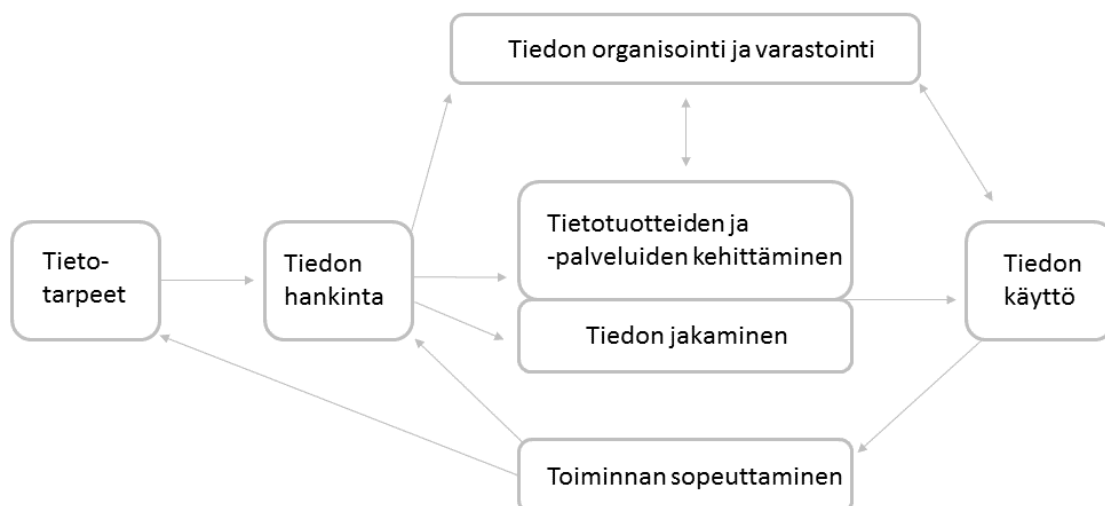 Tiedon organisointi ja varastointi
Tieto-
tarpeet
Tiedon
hankinta
Tietotuotteiden ja
-palveluiden kehittäminen
Tiedon jakaminen
Tiedon
käyttö
Toiminnan sopeuttaminen